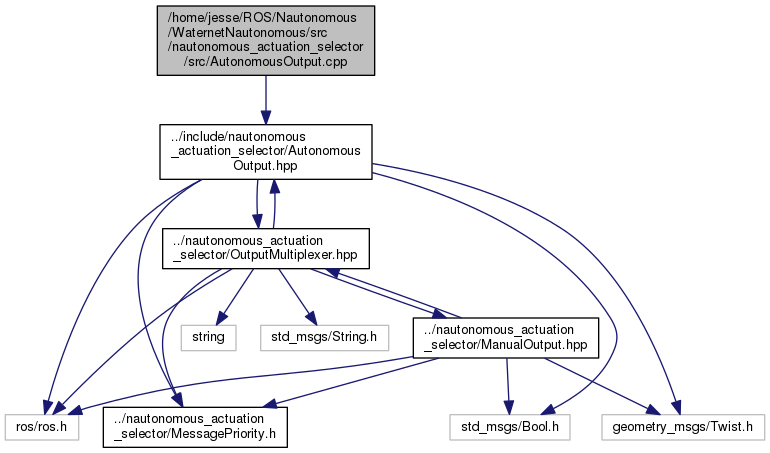 /home/jesse/ROS/Nautonomous
/WaternetNautonomous/src
/nautonomous_actuation_selector
/src/AutonomousOutput.cpp
../include/nautonomous
_actuation_selector/Autonomous
Output.hpp
../nautonomous_actuation
_selector/OutputMultiplexer.hpp
string
std_msgs/String.h
../nautonomous_actuation
_selector/ManualOutput.hpp
ros/ros.h
../nautonomous_actuation
_selector/MessagePriority.h
std_msgs/Bool.h
geometry_msgs/Twist.h